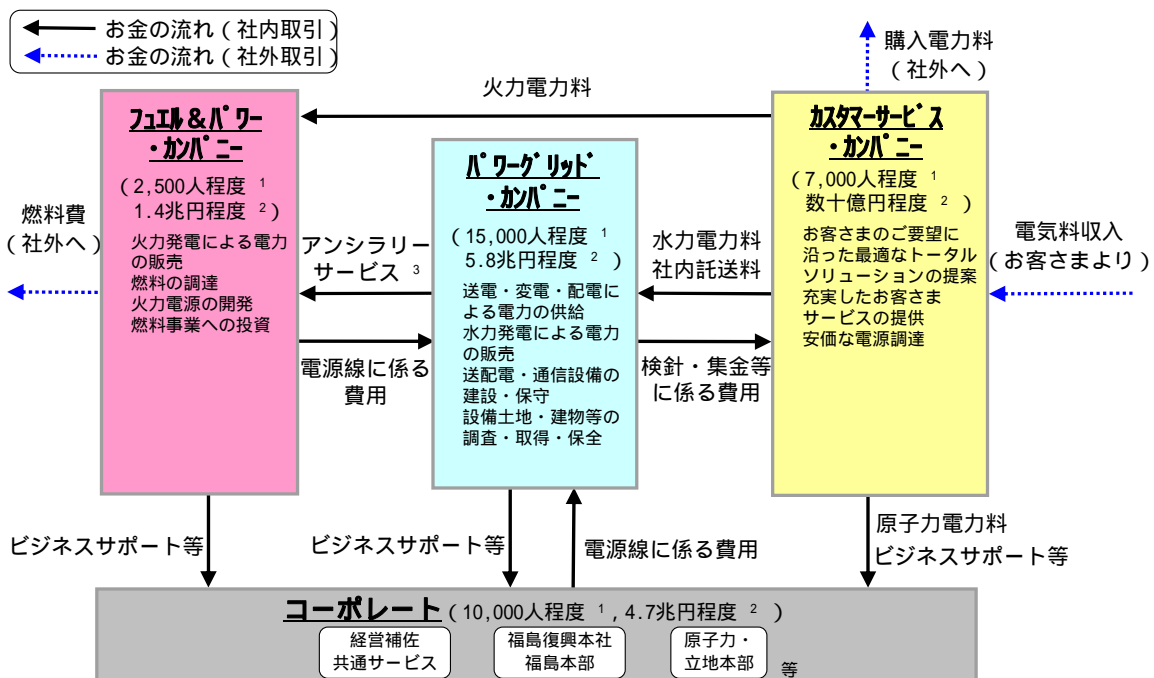 お金の流れ(社内取引)
お金の流れ(社外取引)
購入電力料
(社外へ)
火力電力料
フュエル&パワー
・カンパニー
(2,500人程度 1
1.4兆円程度 2)
火力発電による電力
の販売
燃料の調達
火力電源の開発
燃料事業への投資
燃料費
(社外へ)
アンシラリー
サービス 3
電源線に係る
費用
パワーグリッド
・カンパニー
(15,000人程度 1
5.8兆円程度 2)
送電・変電・配電に
よる電力の供給
水力発電による電力
の販売
送配電・通信設備の
建設・保守
設備土地・建物等の
調査・取得・保全
水力電力料
社内託送料
検針・集金等
に係る費用
カスタマーサービス
・カンパニー
(7,000人程度 1
数十億円程度 2)
お客さまのご要望に
沿った最適なトータル
ソリューションの提案
充実したお客さま
サービスの提供
安価な電源調達
電気料収入
(お客さまより)
ビジネスサポート等
ビジネスサポート等
電源線に係る費用
原子力電力料
ビジネスサポート等
コーポレート(10,000人程度 1,4.7兆円程度 2)
経営補佐
共通サービス
福島復興本社
福島本部
原子力・
立地本部
等